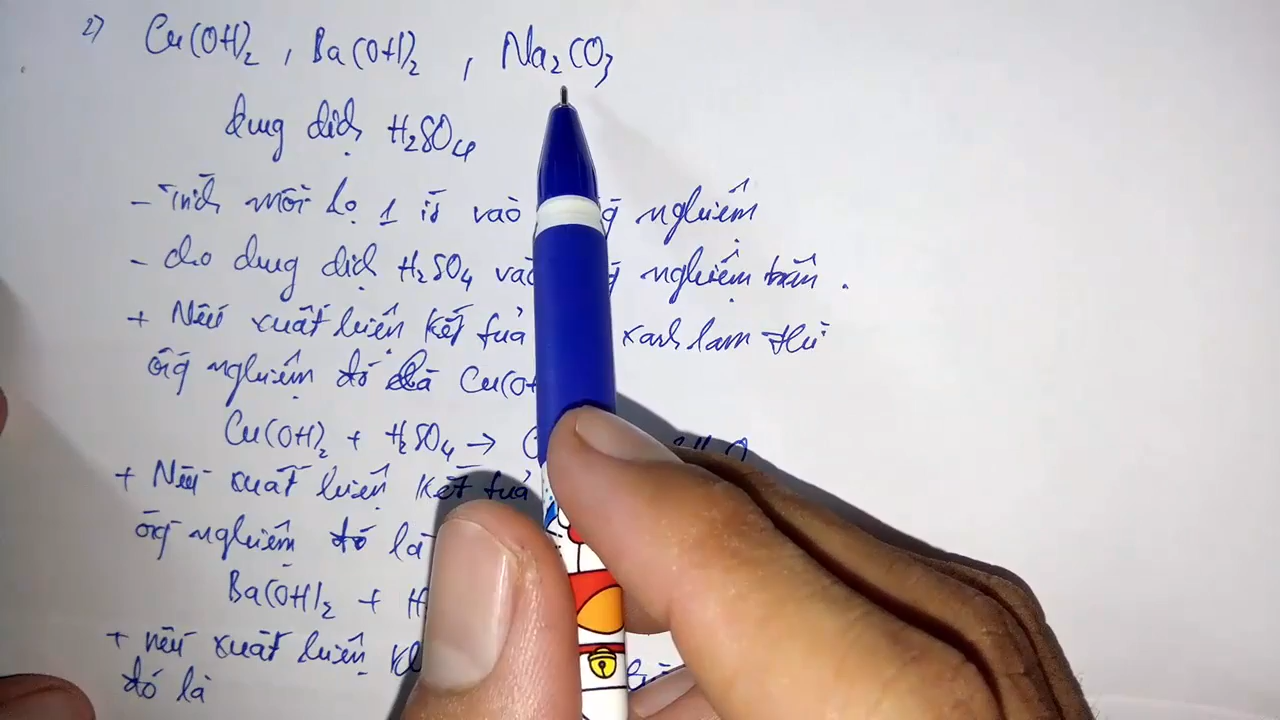 2) Cu(OH)2 , Ba(OH)2 , Na2CO3
dung dịch H2SO4
- Trích mỗi lọ 1 ít vào nghiệm
- cho dung dịch H2SO4 nghiệm trên .
+ Nếu xuất hiện kết tủa xanh lam thì
ống nghiệm đó là
Cu(OH)2 + H2SO4 →
+ Nếu xuất hiện kết tủa
ống nghiệm đó là
Ba(OH)2 +
+ nếu xuất hiện
đó là